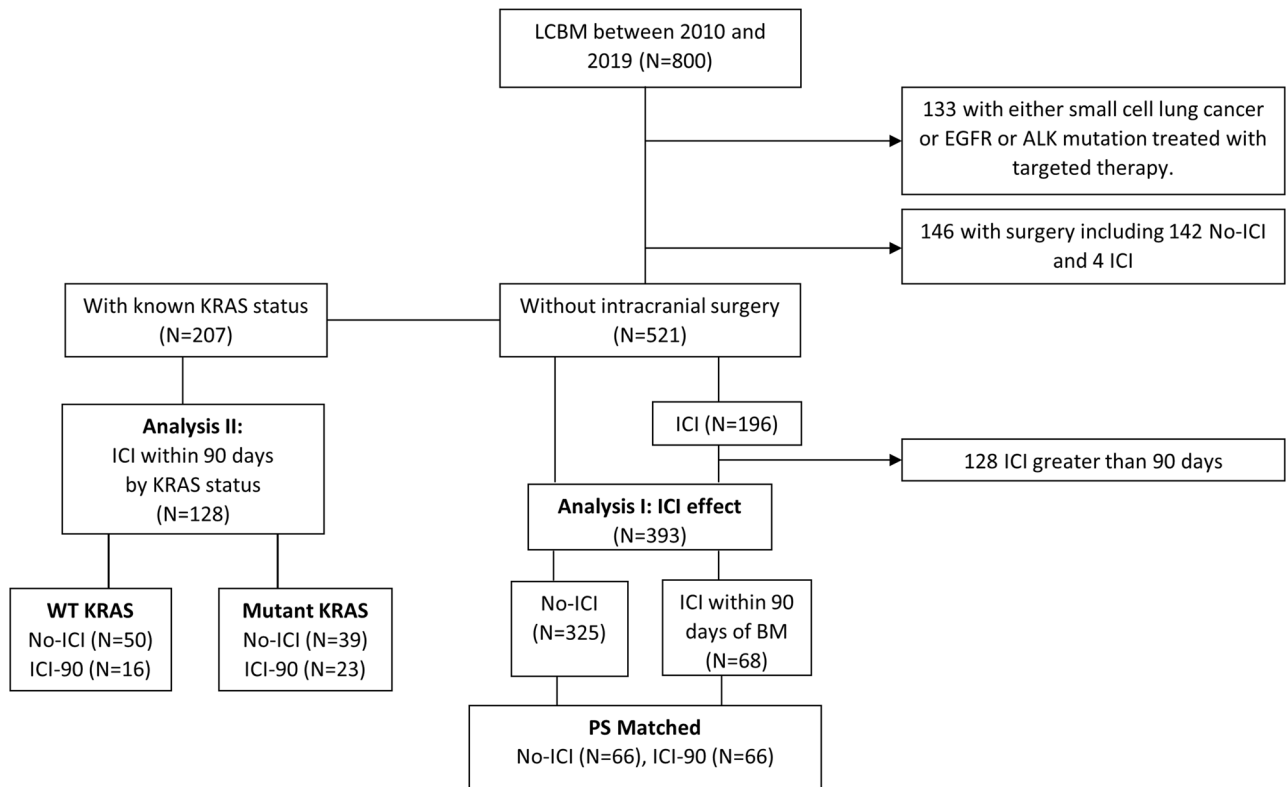 LCBM between 2010 and
2019 (N=800)
133 with either small cell lung cancer
or EGFR or ALK mutation treated with
targeted therapy.
146 with surgery including 142 No-ICI
and 4 ICI
With known KRAS status
(N=207)
Without intracranial surgery
(N=521)
Analysis II:
ICI within 90 days
by KRAS status
(N=128)
ICI (N=196)
128 ICI greater than 90 days
Analysis I: ICI effect
(N=393)
WT KRAS
No-ICI (N=50)
ICI-90 (N=16)
Mutant KRAS
No-ICI (N=39)
ICI-90 (N=23)
No-ICI
(N=325)
ICI within 90
days of BM
(N=68)
PS Matched
No-ICI (N=66), ICI-90 (N=66)